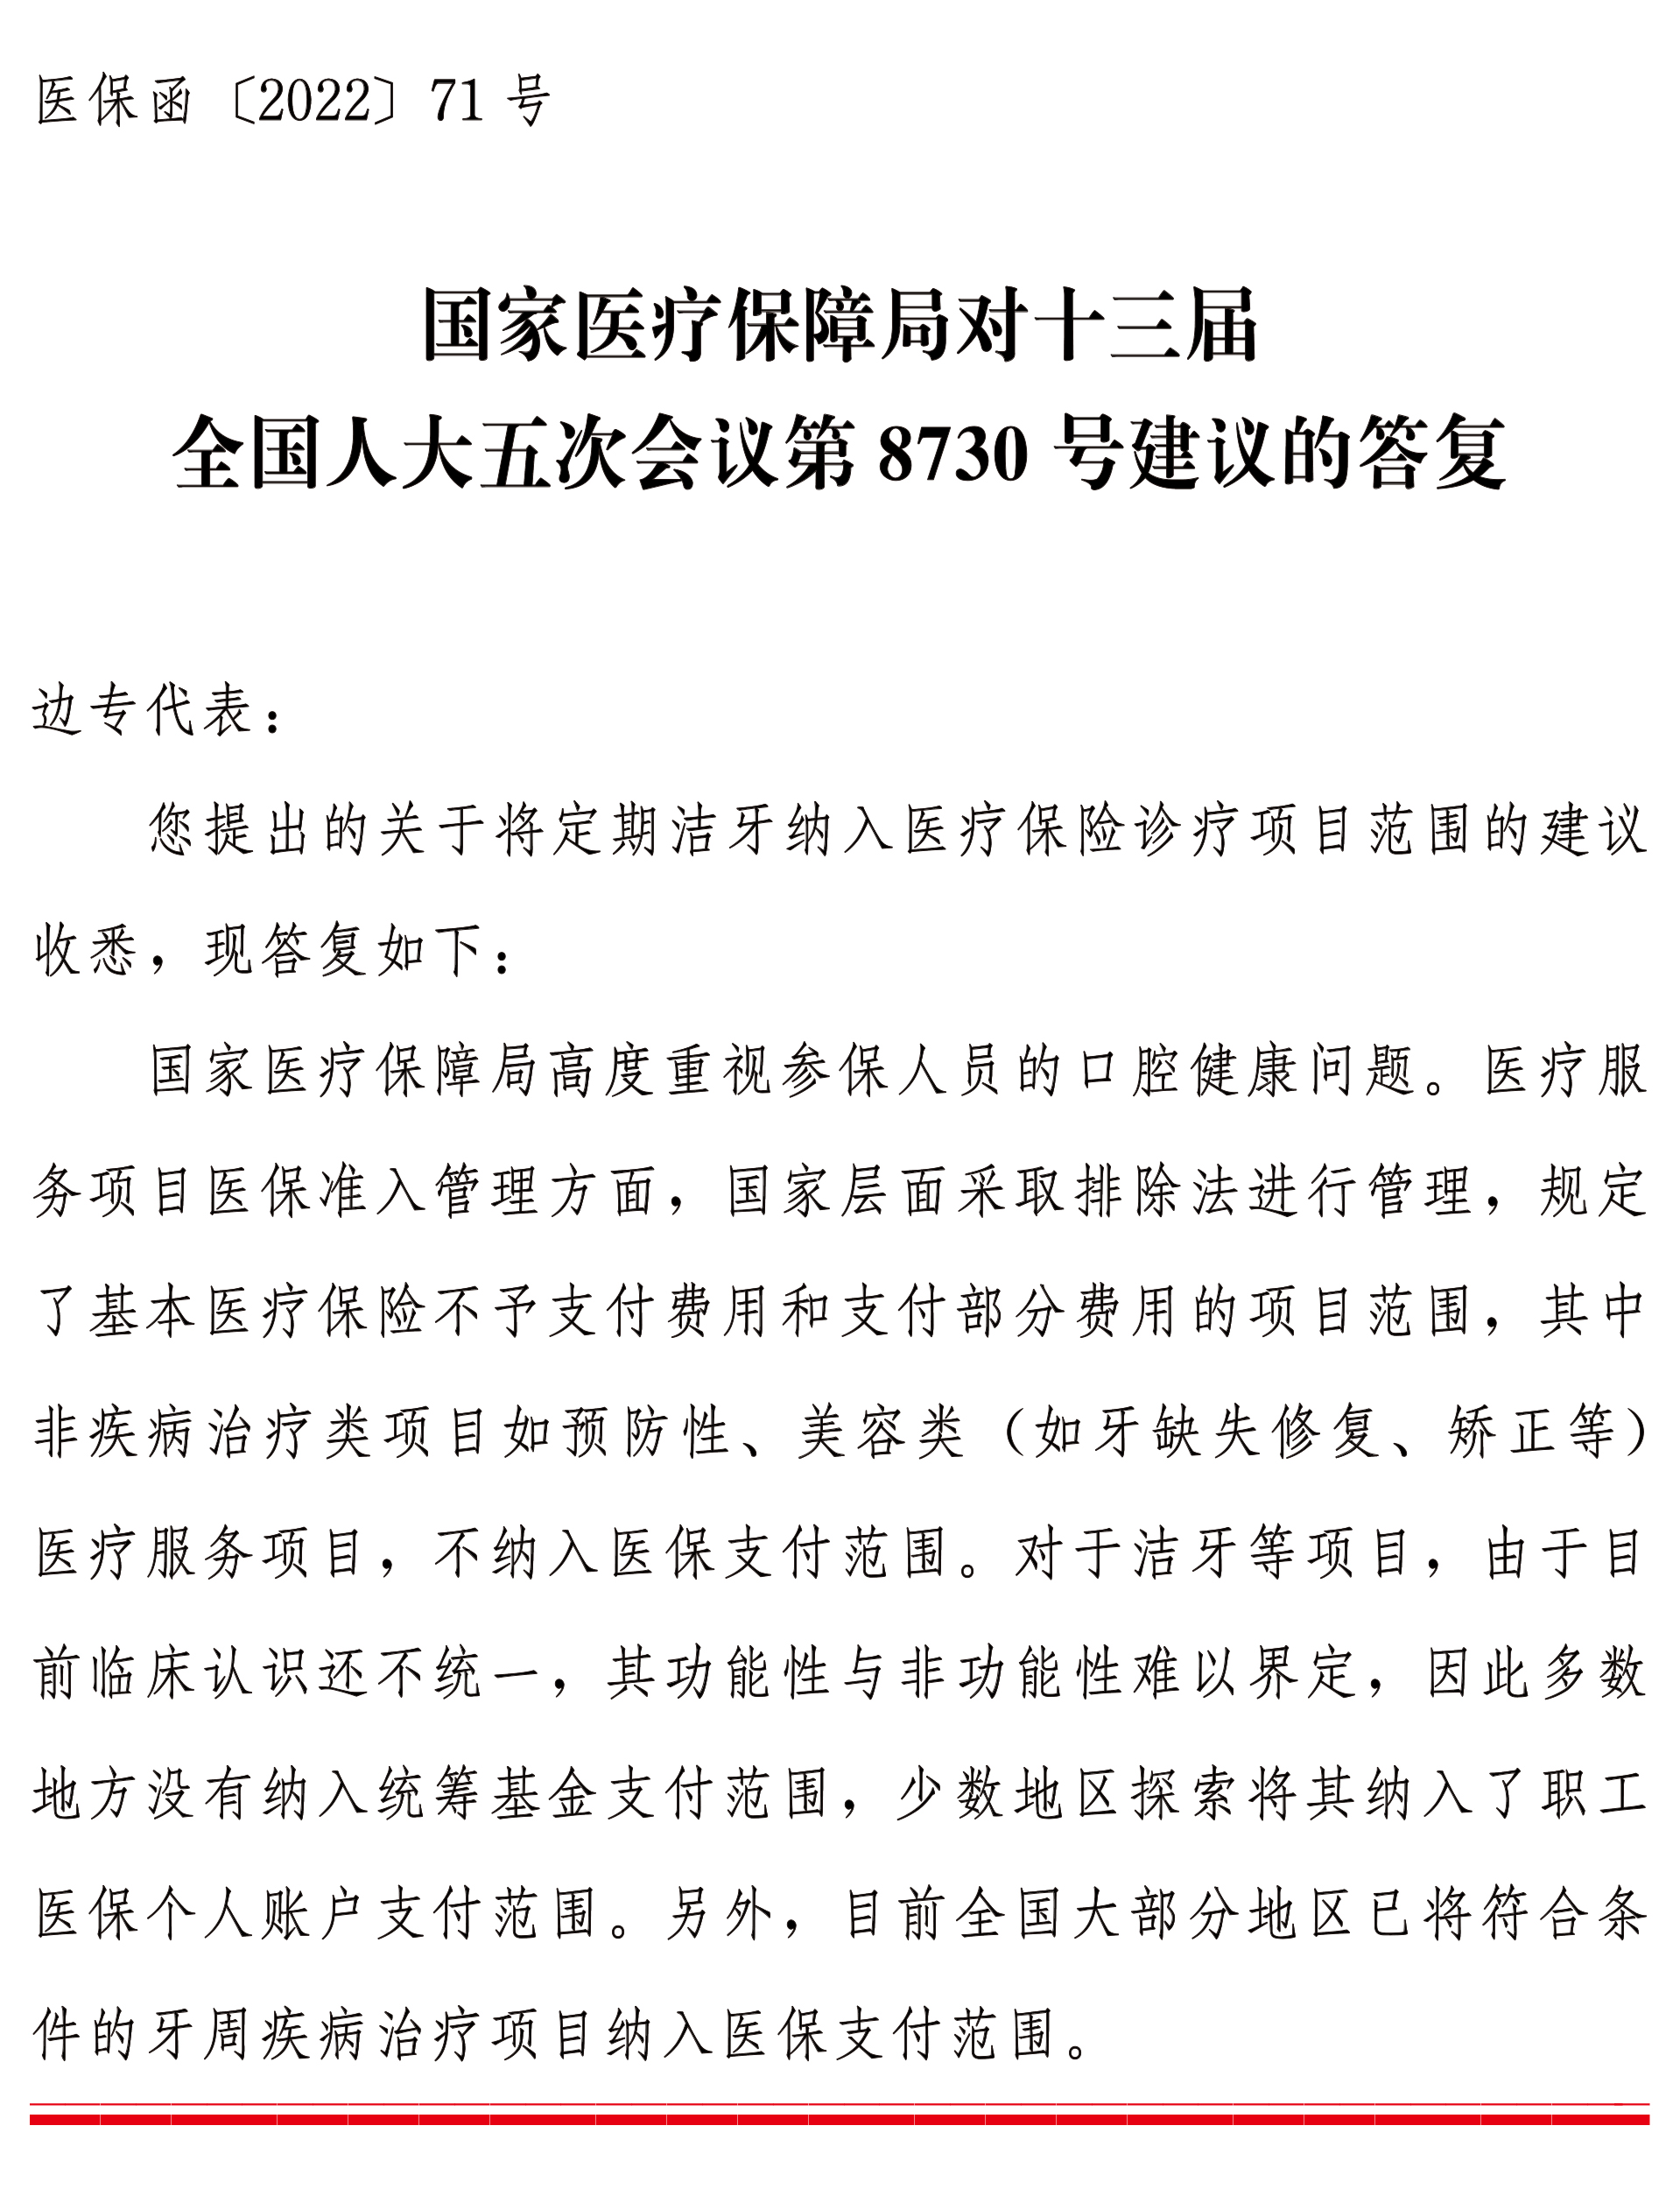 医保函〔2022〕71 号
国家医疗保障局对十三届
全国人大五次会议第 8730 号建议的答复
边专代表：
您提出的关于将定期洁牙纳入医疗保险诊疗项目范围的建议
收悉，现答复如下：
国家医疗保障局高度重视参保人员的口腔健康问题。医疗服
务项目医保准入管理方面，国家层面采取排除法进行管理，规定
了基本医疗保险不予支付费用和支付部分费用的项目范围，其中
非疾病治疗类项目如预防性、美容类（如牙缺失修复、矫正等）
医疗服务项目，不纳入医保支付范围。对于洁牙等项目，由于目
前临床认识还不统一，其功能性与非功能性难以界定，因此多数
地方没有纳入统筹基金支付范围，少数地区探索将其纳入了职工
医保个人账户支付范围。另外，目前全国大部分地区已将符合条
件的牙周疾病治疗项目纳入医保支付范围。